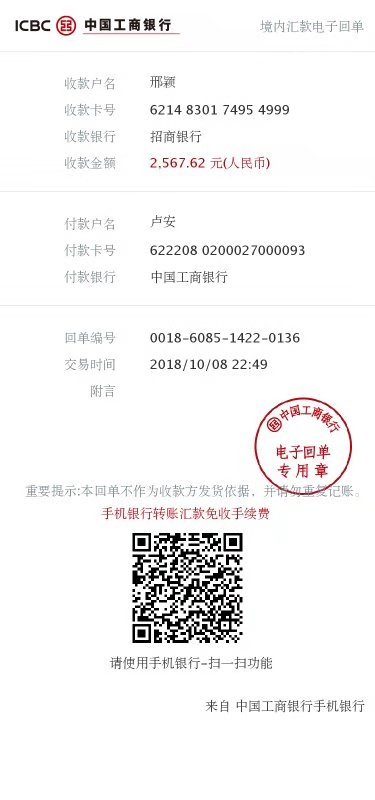 ICBC 中国工商银行 境内汇款电子回单
收款户名 邢颖
收款卡号 6214 8301 7495 4999
收款银行 招商银行
收款金额 2,567.62 元(人民币)
付款户名 卢安
付款卡号 622208 0200027000093
付款银行 中国工商银行
回单编号 0018-6085-1422-0136
交易时间 2018/10/08 22:49
附言
中国工商银行
电子回单
专用章
重要提示:本回单不作为收款方发货依据，并请勿重复记账。
手机银行转账汇款免收手续费
请使用手机银行-扫一扫功能
来自 中国工商银行手机银行